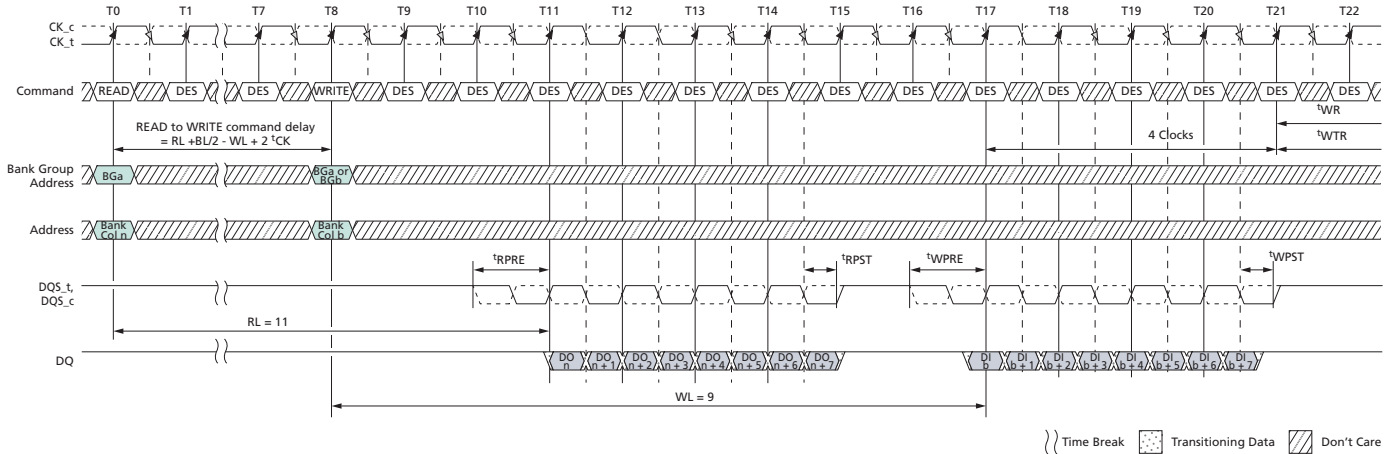 T0 T1 T7 T8 T9 T10 T11 T12 T13 T14 T15 T16 T17 T18 T19 T20 T21 T22
CK_c
CK_t
Command READ DES DES WRITE DES DES DES DES DES DES DES DES DES DES DES DES DES DES
tWR
READ to WRITE command delay
= RL +BL/2 - WL + 2 tCK
4 Clocks
tWTR
Bank Group
Address
BGa
BGa or
BGb
Address
Bank
Col n
Bank
Col b
tRPRE tRPST tWPRE tWPST
DQS_t,
DQS_c
RL = 11
DQ
DO
n
DO
n + 1
DO
n + 2
DO
n + 3
DO
n + 4
DO
n + 5
DO
n + 6
DO
n + 7
DI
b
DI
b + 1
DI
b + 2
DI
b + 3
DI
b + 4
DI
b + 5
DI
b + 6
DI
b + 7
WL = 9
Time Break Transitioning Data Don't Care